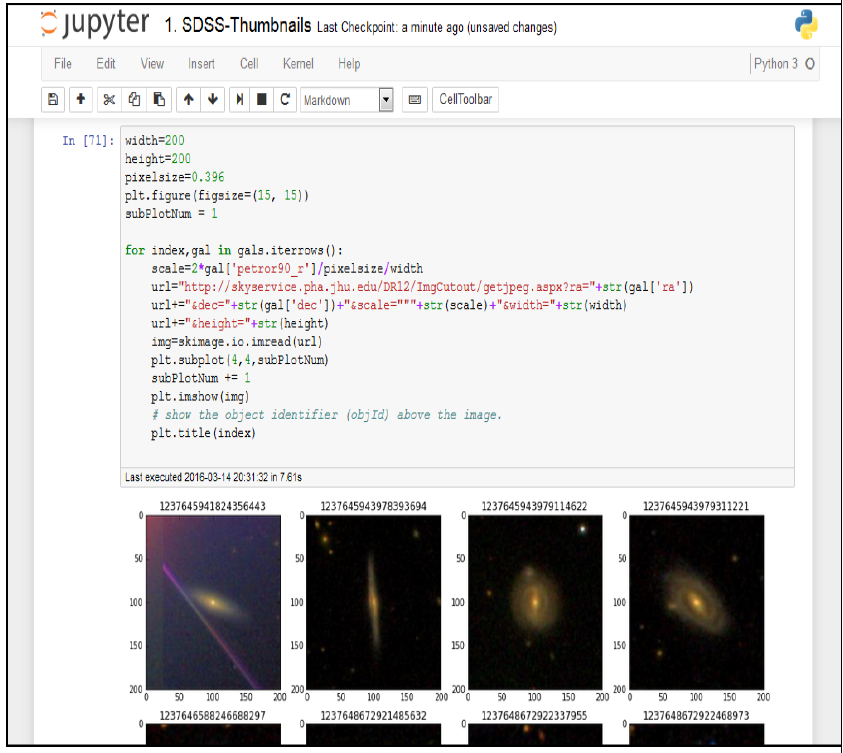 jupyter 1. SDSS-Thumbnails Last Checkpoint: a minute ago (unsaved changes)
File Edit View Insert Cell Kernel Help Python 3
Markdown CellToolbar
In [71]: width=200
height=200
pixelsize=0.396
plt.figure(figsize=(15, 15))
subPlotNum = 1
for index,gal in gals.iterrows():
    scale=2*gal['petror90_r']/pixelsize/width
    url="http://skyservice.pha.jhu.edu/DR12/ImgCutout/getjpeg.aspx?ra="+str(gal['ra'])
    url+="&dec="+str(gal['dec'])+"&scale="""+str(scale)+"&width="+str(width)
    url+="&height="+str(height)
    img=skimage.io.imread(url)
    plt.subplot(4,4,subPlotNum)
    subPlotNum += 1
    plt.imshow(img)
    # show the object identifier (objId) above the image.
    plt.title(index)
Last executed 2016-03-14 20:31:32 in 7.61s
1237645941824356443 1237645943978393694 1237645943979114622 1237645943979311221
0 0 0 0
50 50 50 50
100 100 100 100
150 150 150 150
200 200 200 200
0 50 100 150 200 0 50 100 150 200 0 50 100 150 200 0 50 100 150 200
1237646588246688297 1237648672921485632 1237648672922337955 1237648672922468973
0 0 0 0